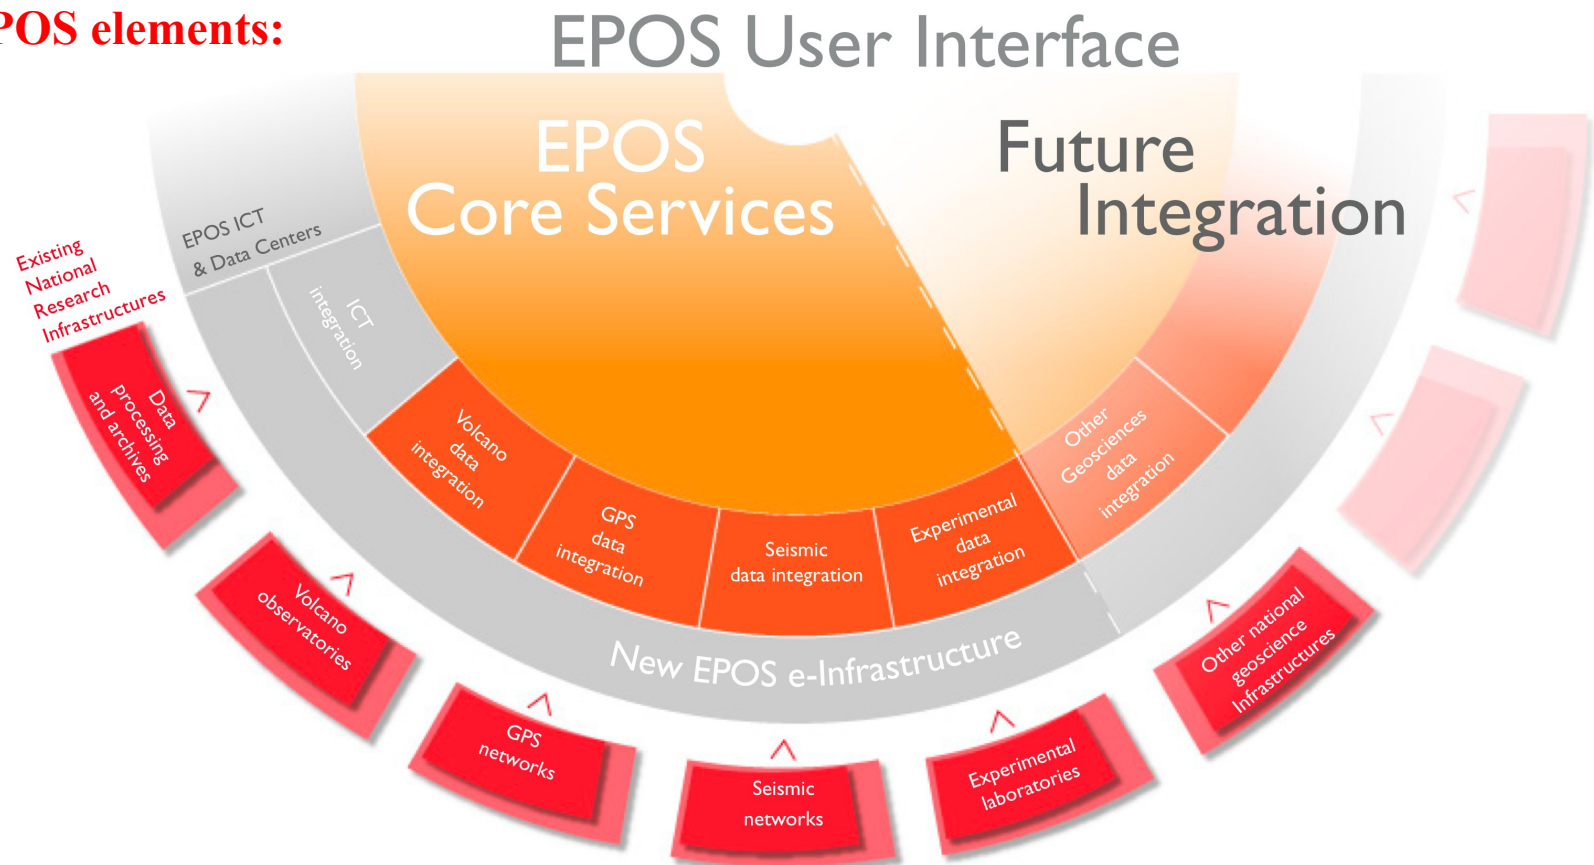 POS elements:
EPOS User Interface
EPOS
Core Services
Future
Integration
EPOS ICT
& Data Centers
Existing
National
Research
Infrastructures
ICT
integration
Volcano
data
integration
GPS
data
integration
Seismic
data integration
Experimental
data
integration
Other
Geosciences
data
integration
New EPOS e-Infrastructure
Data
processing
and archives
Volcano
observatories
GPS
networks
Seismic
networks
Experimental
laboratories
Other national
geoscience
Infrastructures